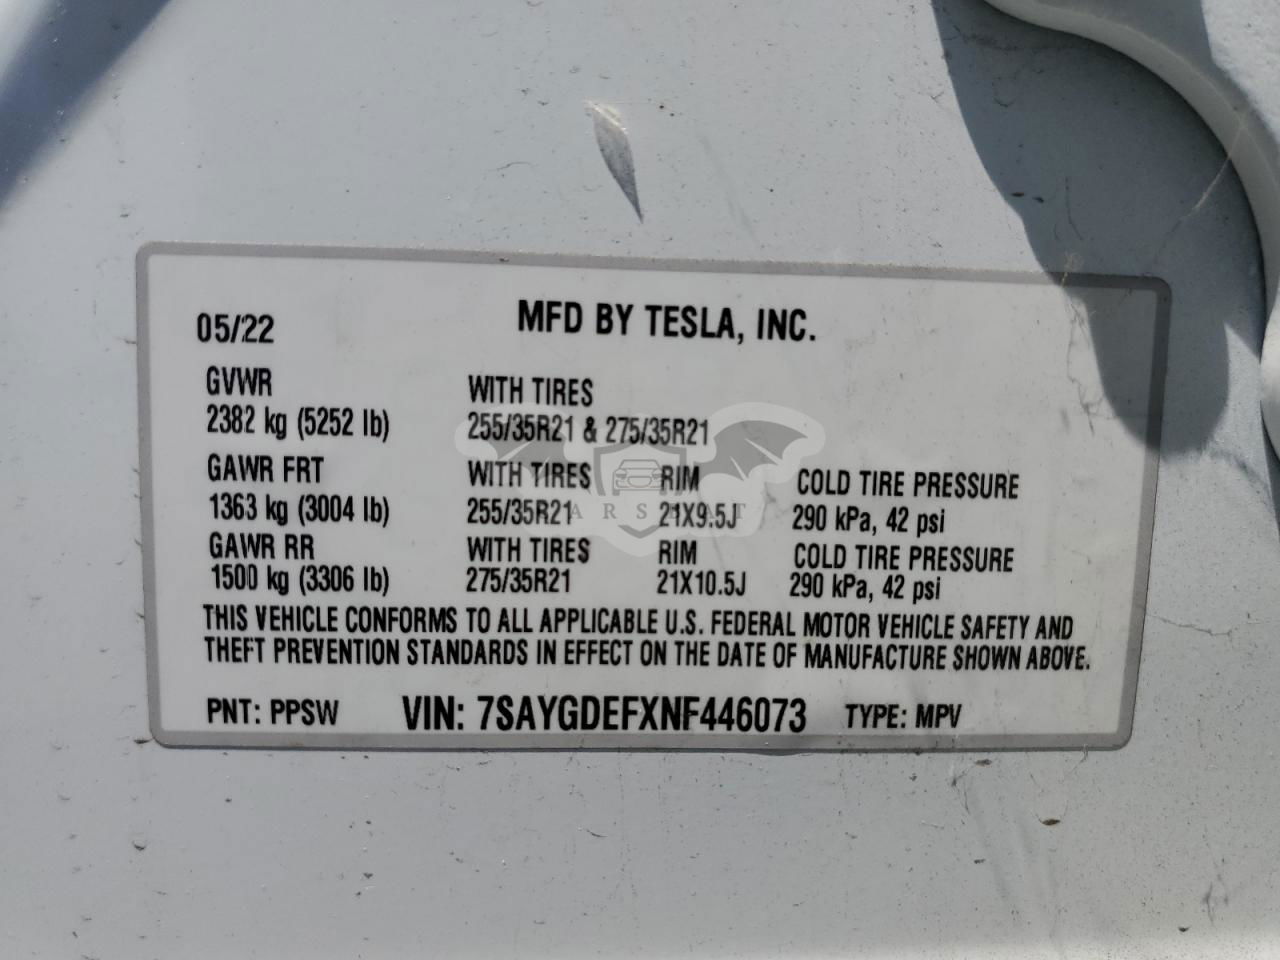 05/22 MFD BY TESLA, INC.
GVWR WITH TIRES
2382 kg (5252 lb) 255/35R21 & 275/35R21
GAWR FRT WITH TIRES RIM COLD TIRE PRESSURE
1363 kg (3004 lb) 255/35R21 21X9.5J 290 kPa, 42 psi
GAWR RR WITH TIRES RIM COLD TIRE PRESSURE
1500 kg (3306 lb) 275/35R21 21X10.5J 290 kPa, 42 psi
THIS VEHICLE CONFORMS TO ALL APPLICABLE U.S. FEDERAL MOTOR VEHICLE SAFETY AND
THEFT PREVENTION STANDARDS IN EFFECT ON THE DATE OF MANUFACTURE SHOWN ABOVE.
PNT: PPSW VIN: 7SAYGDEFXNF446073 TYPE: MPV